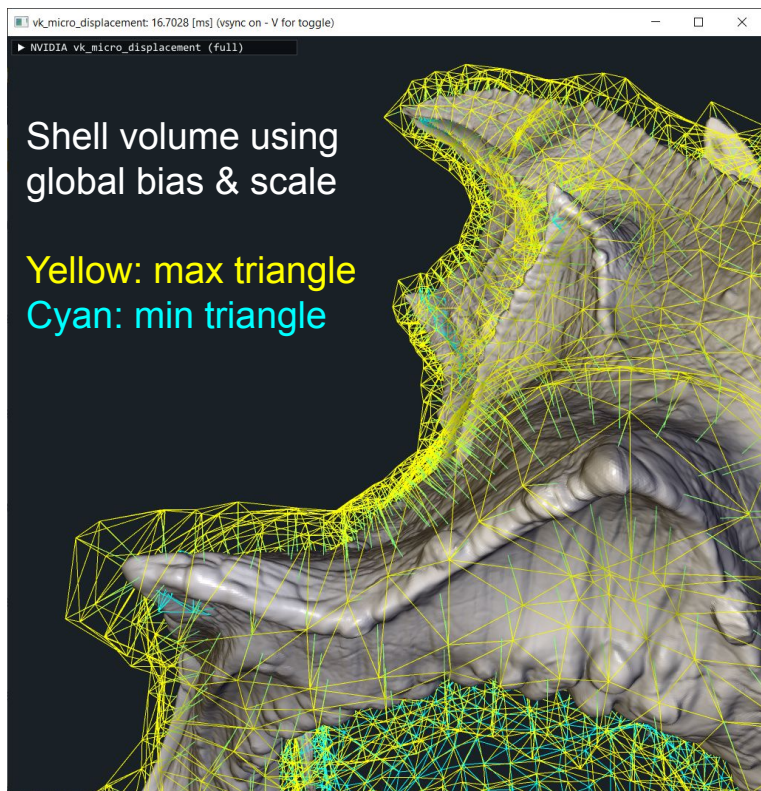 vk_micro_displacement: 16.7028 [ms] (vsync on - V for toggle)
NVIDIA vk_micro_displacement (full)
Shell volume using
global bias & scale
Yellow: max triangle
Cyan: min triangle